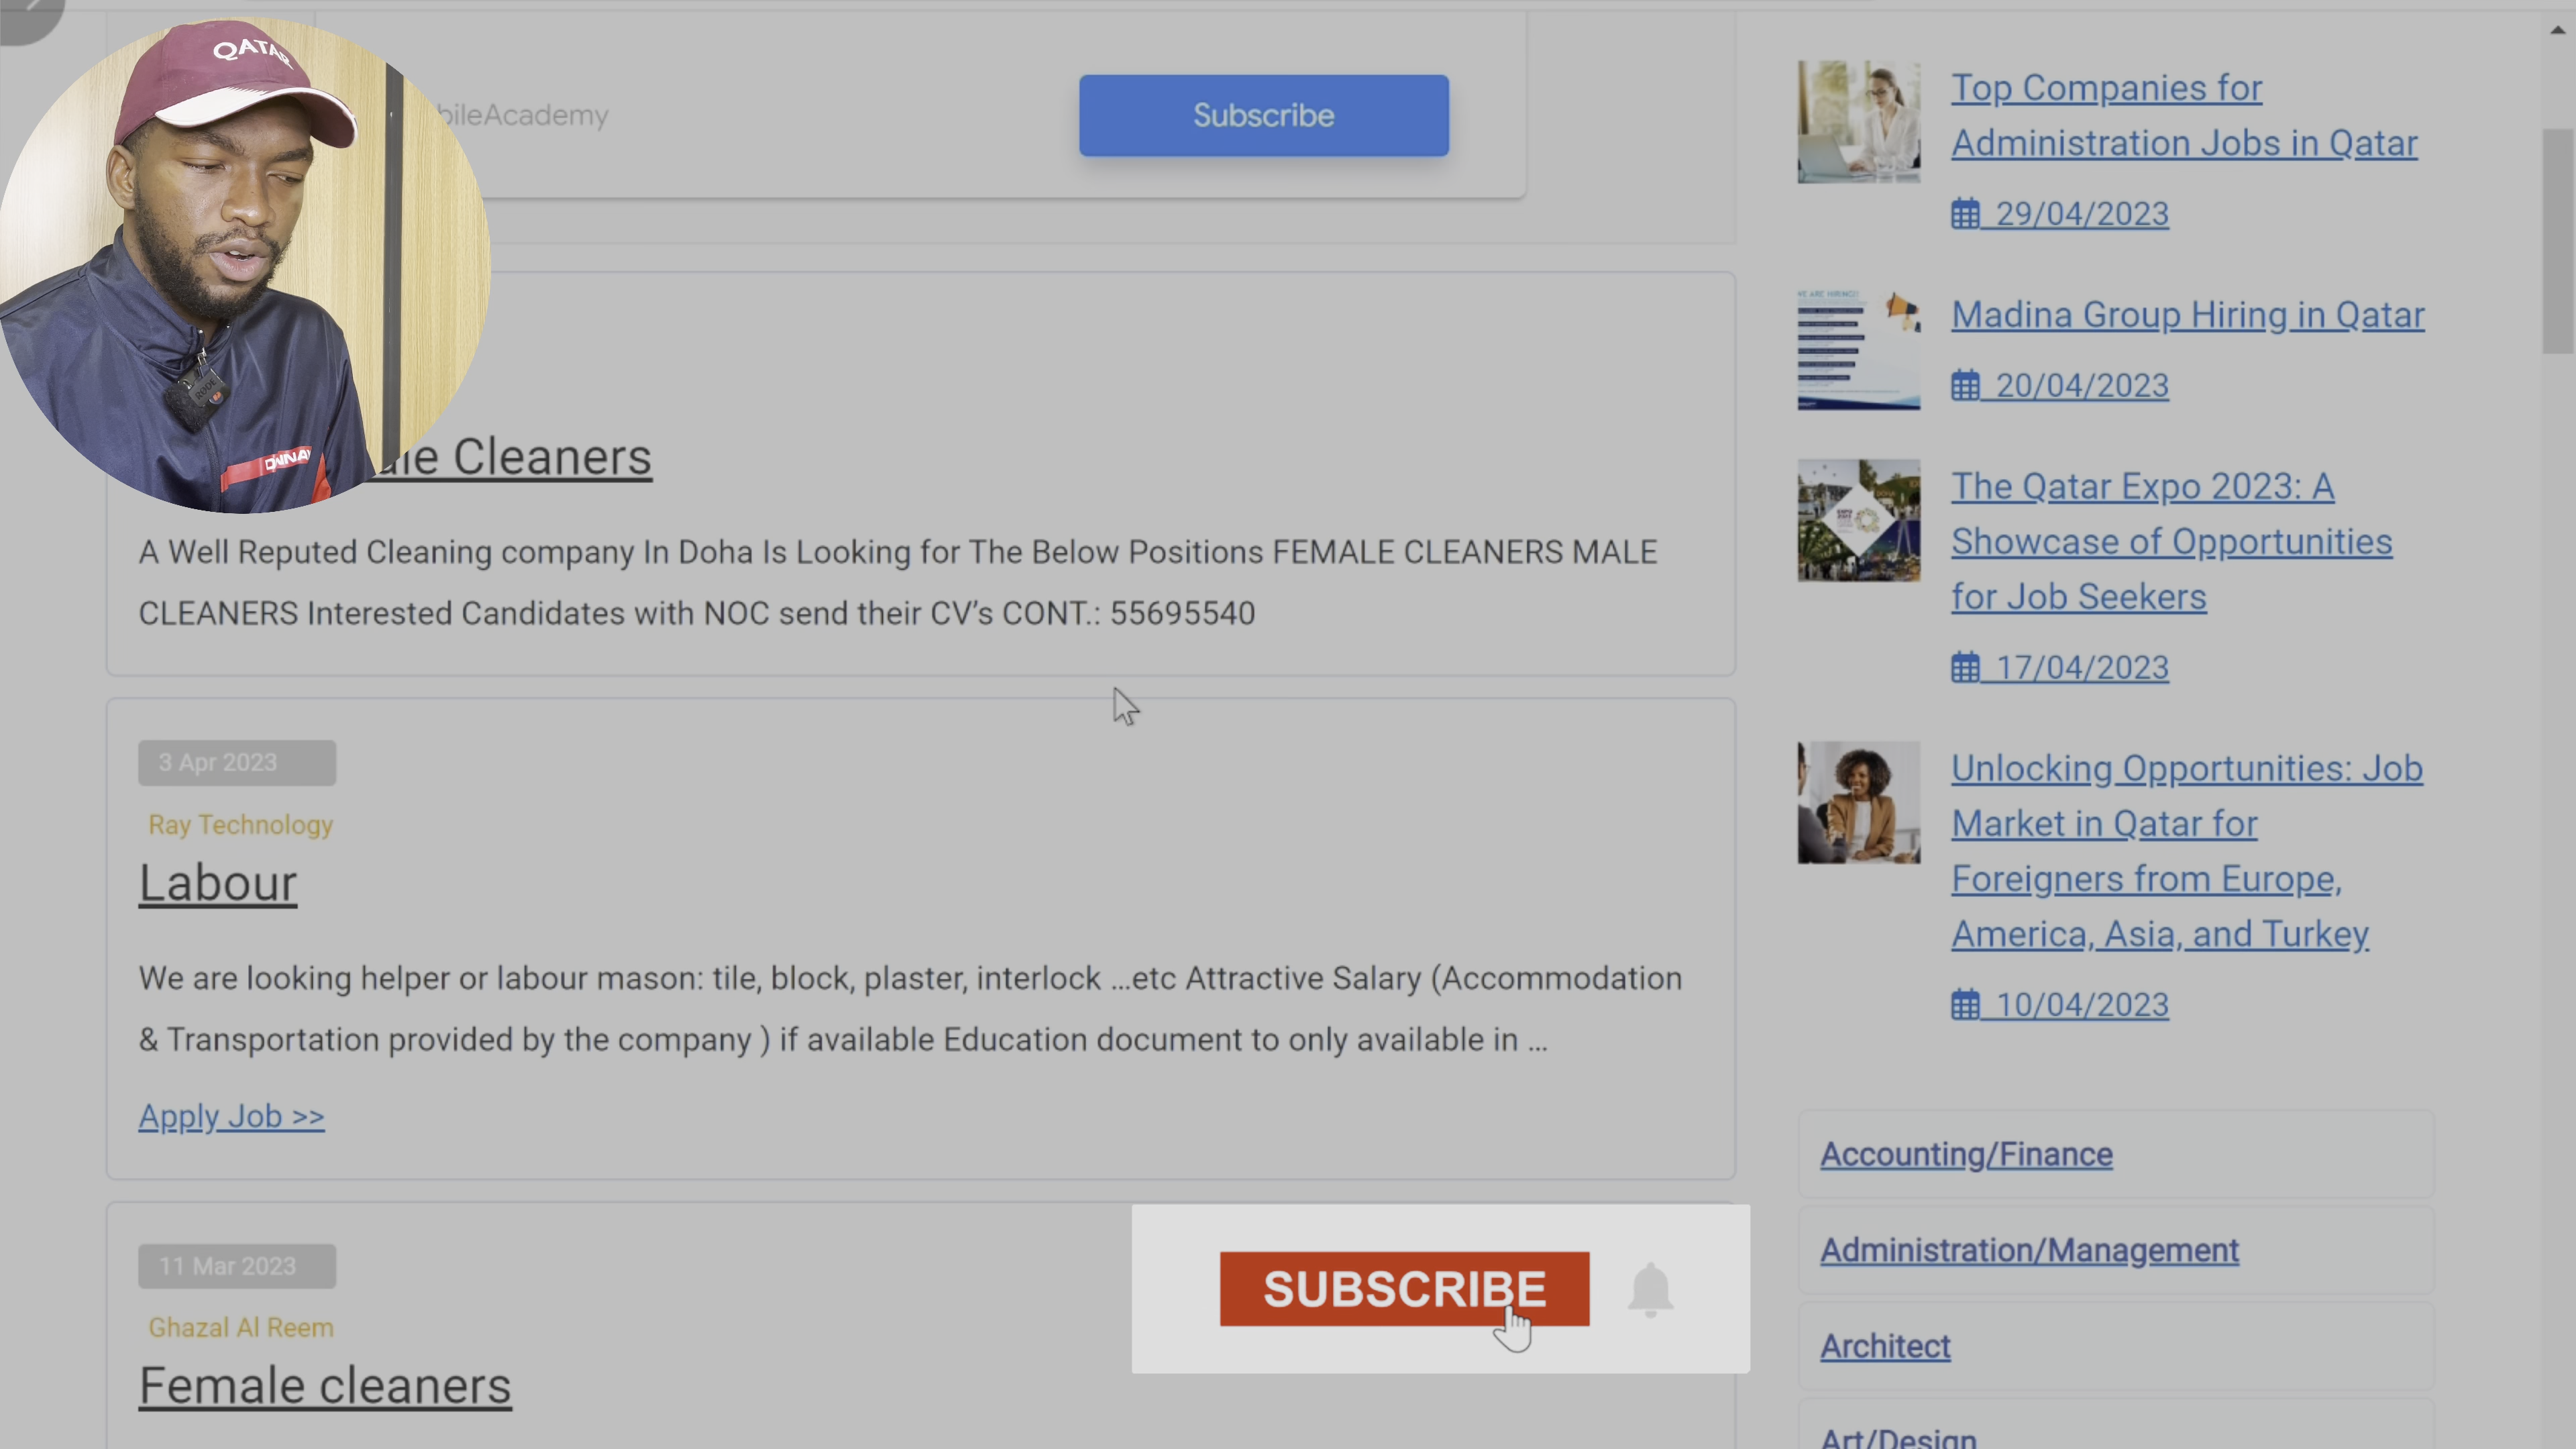 QATAR
RODE
bileAcademy
Subscribe
le Cleaners
A Well Reputed Cleaning company In Doha Is Looking for The Below Positions FEMALE CLEANERS MALE
CLEANERS Interested Candidates with NOC send their CV’s CONT.: 55695540
3 Apr 2023
Ray Technology
Labour
We are looking helper or labour mason: tile, block, plaster, interlock ...etc Attractive Salary (Accommodation
& Transportation provided by the company ) if available Education document to only available in ...
Apply Job >>
11 Mar 2023
Ghazal Al Reem
Female cleaners
SUBSCRIBE
Top Companies for
Administration Jobs in Qatar
29/04/2023
WE ARE HIRING!
Madina Group Hiring in Qatar
20/04/2023
The Qatar Expo 2023: A
Showcase of Opportunities
for Job Seekers
17/04/2023
Unlocking Opportunities: Job
Market in Qatar for
Foreigners from Europe,
America, Asia, and Turkey
10/04/2023
Accounting/Finance
Administration/Management
Architect
Art/Design